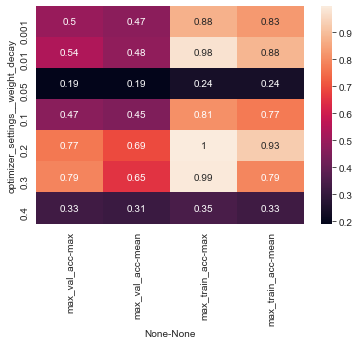 optimizer_settings__weight_decay
0.001 0.5 0.47 0.88 0.83
0.01 0.54 0.48 0.98 0.88
0.05 0.19 0.19 0.24 0.24
0.1 0.47 0.45 0.81 0.77
0.2 0.77 0.69 1 0.93
0.3 0.79 0.65 0.99 0.79
0.4 0.33 0.31 0.35 0.33
max_val_acc-max
max_val_acc-mean
max_train_acc-max
max_train_acc-mean
None-None
0.9
0.8
0.7
0.6
0.5
0.4
0.3
0.2